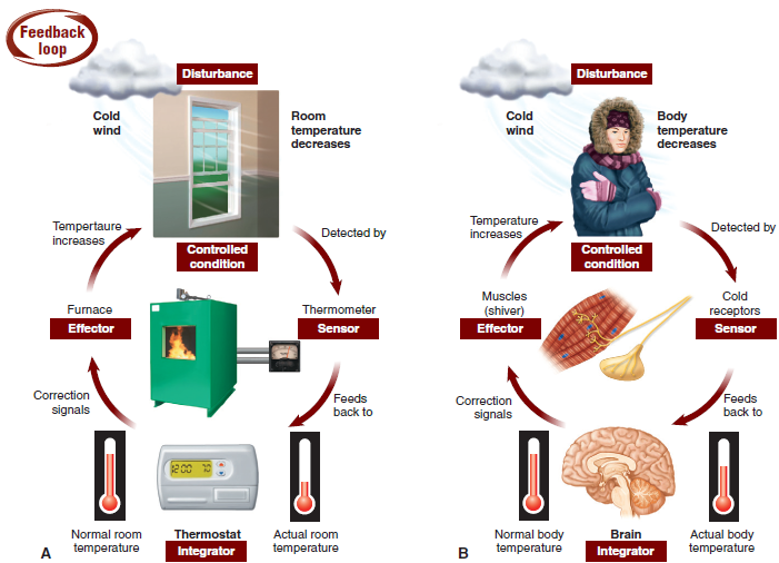 Feedback
loop
Disturbance
Cold
wind
Room
temperature
decreases
Tempertaure
increases
Detected by
Controlled
condition
Furnace
Effector
Thermometer
Sensor
Correction
signals
Feeds
back to
12:00 70
Normal room
temperature
Thermostat
Integrator
Actual room
temperature
A
Disturbance
Cold
wind
Body
temperature
decreases
Temperature
increases
Detected by
Controlled
condition
Muscles
(shiver)
Effector
Cold
receptors
Sensor
Correction
signals
Feeds
back to
Normal body
temperature
Brain
Integrator
Actual body
temperature
B